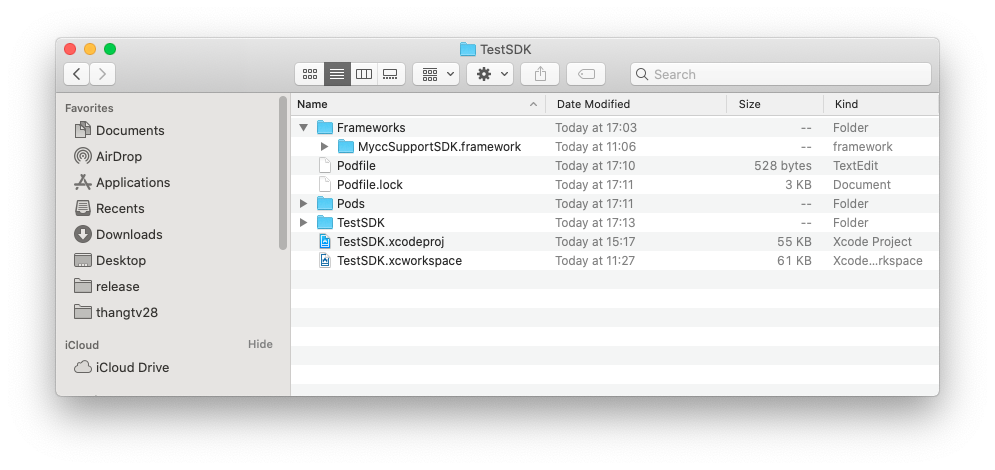 TestSDK
Search
Favorites
Documents
AirDrop
Applications
Recents
Downloads
Desktop
release
thangtv28
iCloud
Hide
iCloud Drive
Name Date Modified Size Kind
Frameworks Today at 17:03 -- Folder
MyccSupportSDK.framework Today at 11:06 -- framework
Podfile Today at 17:10 528 bytes TextEdit
Podfile.lock Today at 17:11 3 KB Document
Pods Today at 17:11 -- Folder
TestSDK Today at 17:13 -- Folder
TestSDK.xcodeproj Today at 15:17 55 KB Xcode Project
TestSDK.xcworkspace Today at 11:27 61 KB Xcode...rkspace